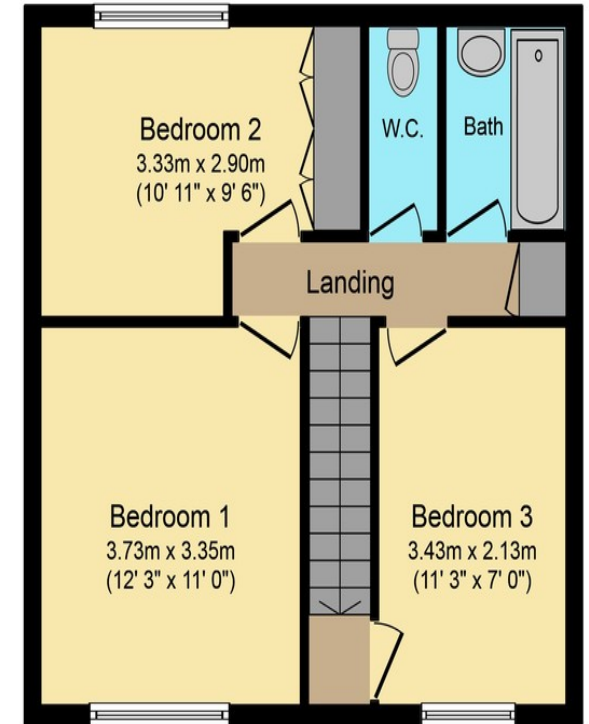 Bedroom 2
3.33m x 2.90m
(10' 11" x 9' 6")
W.C.
Bath
Landing
Bedroom 1
3.73m x 3.35m
(12' 3" x 11' 0")
Bedroom 3
3.43m x 2.13m
(11' 3" x 7' 0")